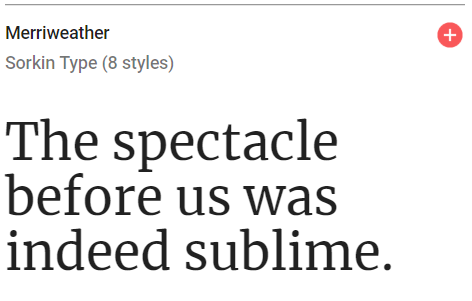 Merriweather
Sorkin Type (8 styles)
The spectacle
before us was
indeed sublime.